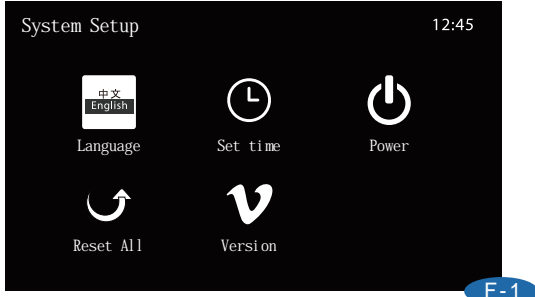 System Setup 12:45
中文
English
Language Set time Power
Reset All Version
E-1